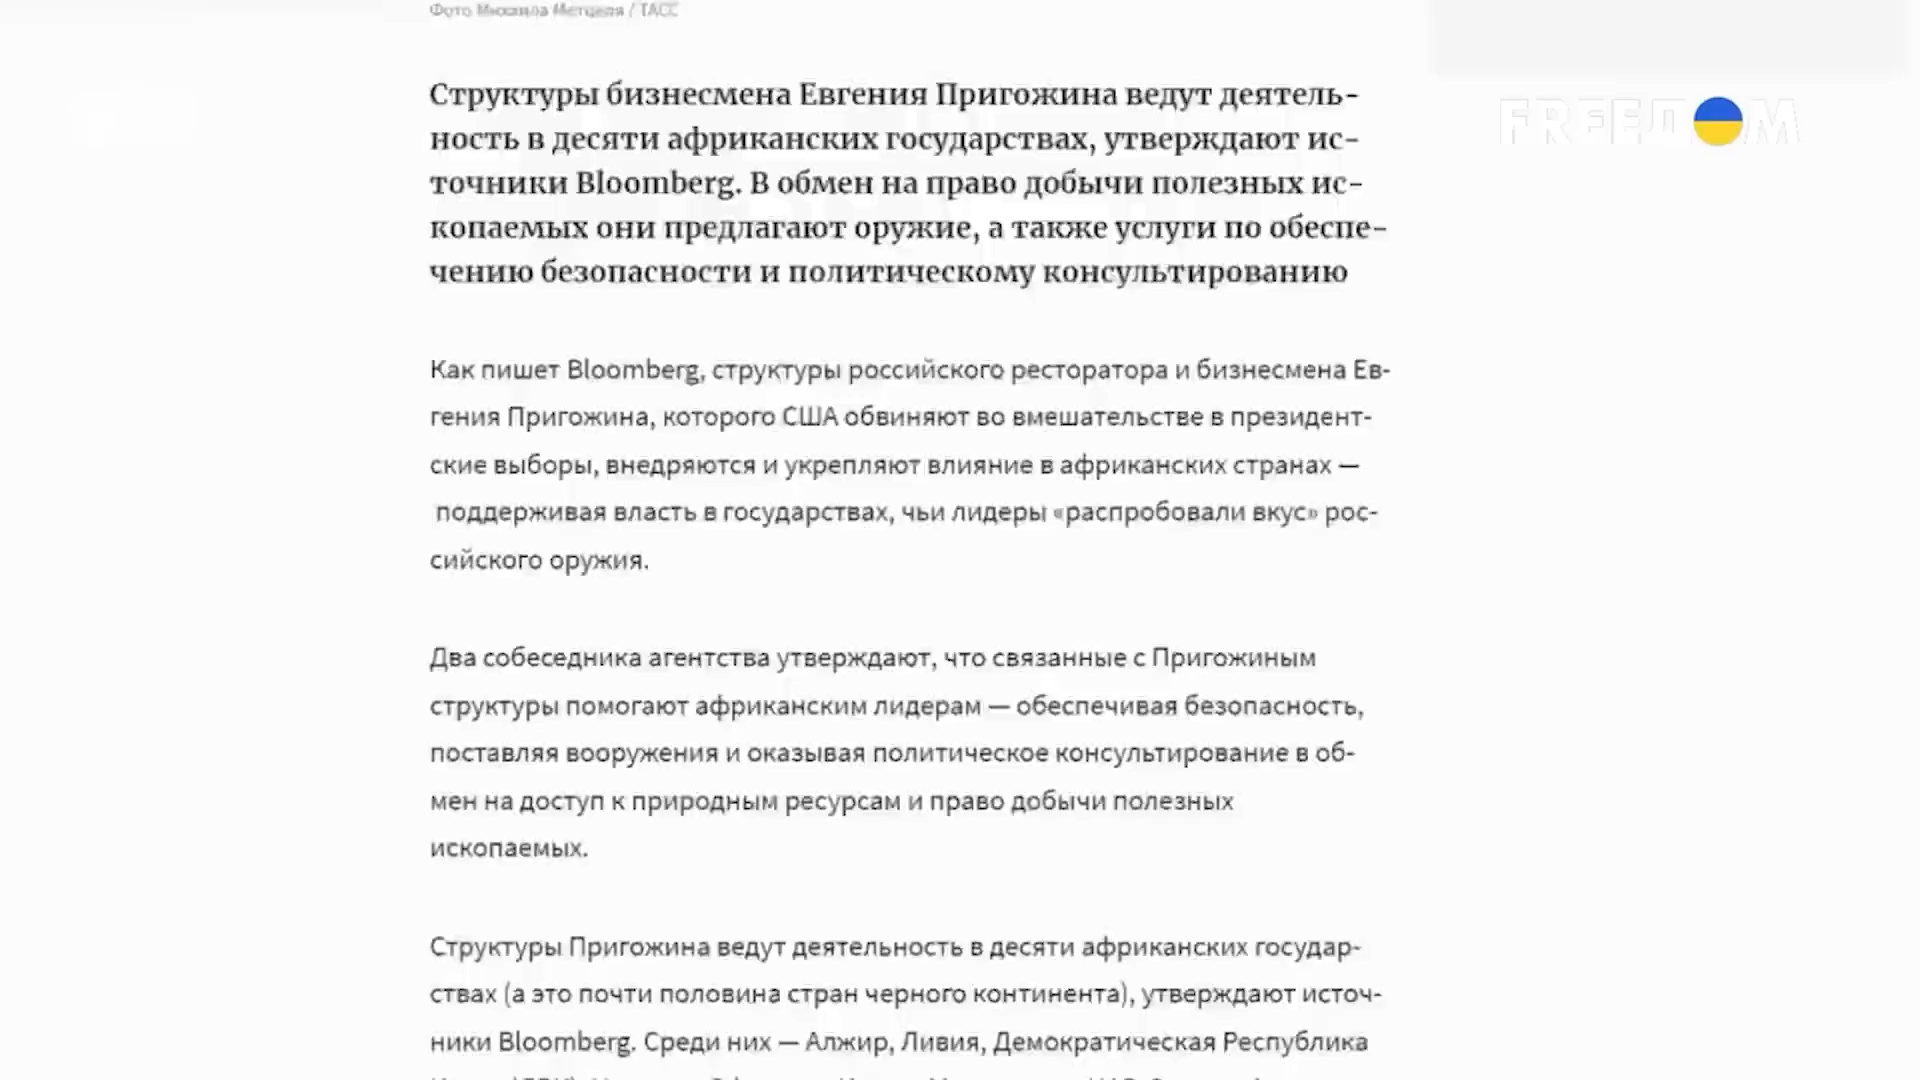 Фото Михаила Метцеля / ТАСС
FREEДОМ
Структуры бизнесмена Евгения Пригожина ведут деятель-
ность в десяти африканских государствах, утверждают ис-
точники Bloomberg. В обмен на право добычи полезных ис-
копаемых они предлагают оружие, а также услуги по обеспе-
чению безопасности и политическому консультированию
Как пишет Bloomberg, структуры российского ресторатора и бизнесмена Ев-
гения Пригожина, которого США обвиняют во вмешательстве в президент-
ские выборы, внедряются и укрепляют влияние в африканских странах —
поддерживая власть в государствах, чьи лидеры «распробовали вкус» рос-
сийского оружия.
Два собеседника агентства утверждают, что связанные с Пригожиным
структуры помогают африканским лидерам — обеспечивая безопасность,
поставляя вооружения и оказывая политическое консультирование в об-
мен на доступ к природным ресурсам и право добычи полезных
ископаемых.
Структуры Пригожина ведут деятельность в десяти африканских государ-
ствах (а это почти половина стран черного континента), утверждают источ-
ники Bloomberg. Среди них — Алжир, Ливия, Демократическая Республика